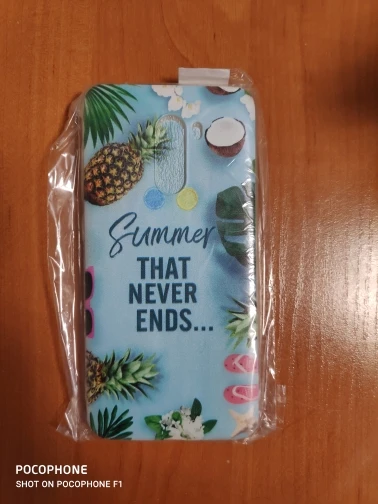 Summer
THAT
NEVER
ENDS...
POCOPHONE
SHOT ON POCOPHONE F1